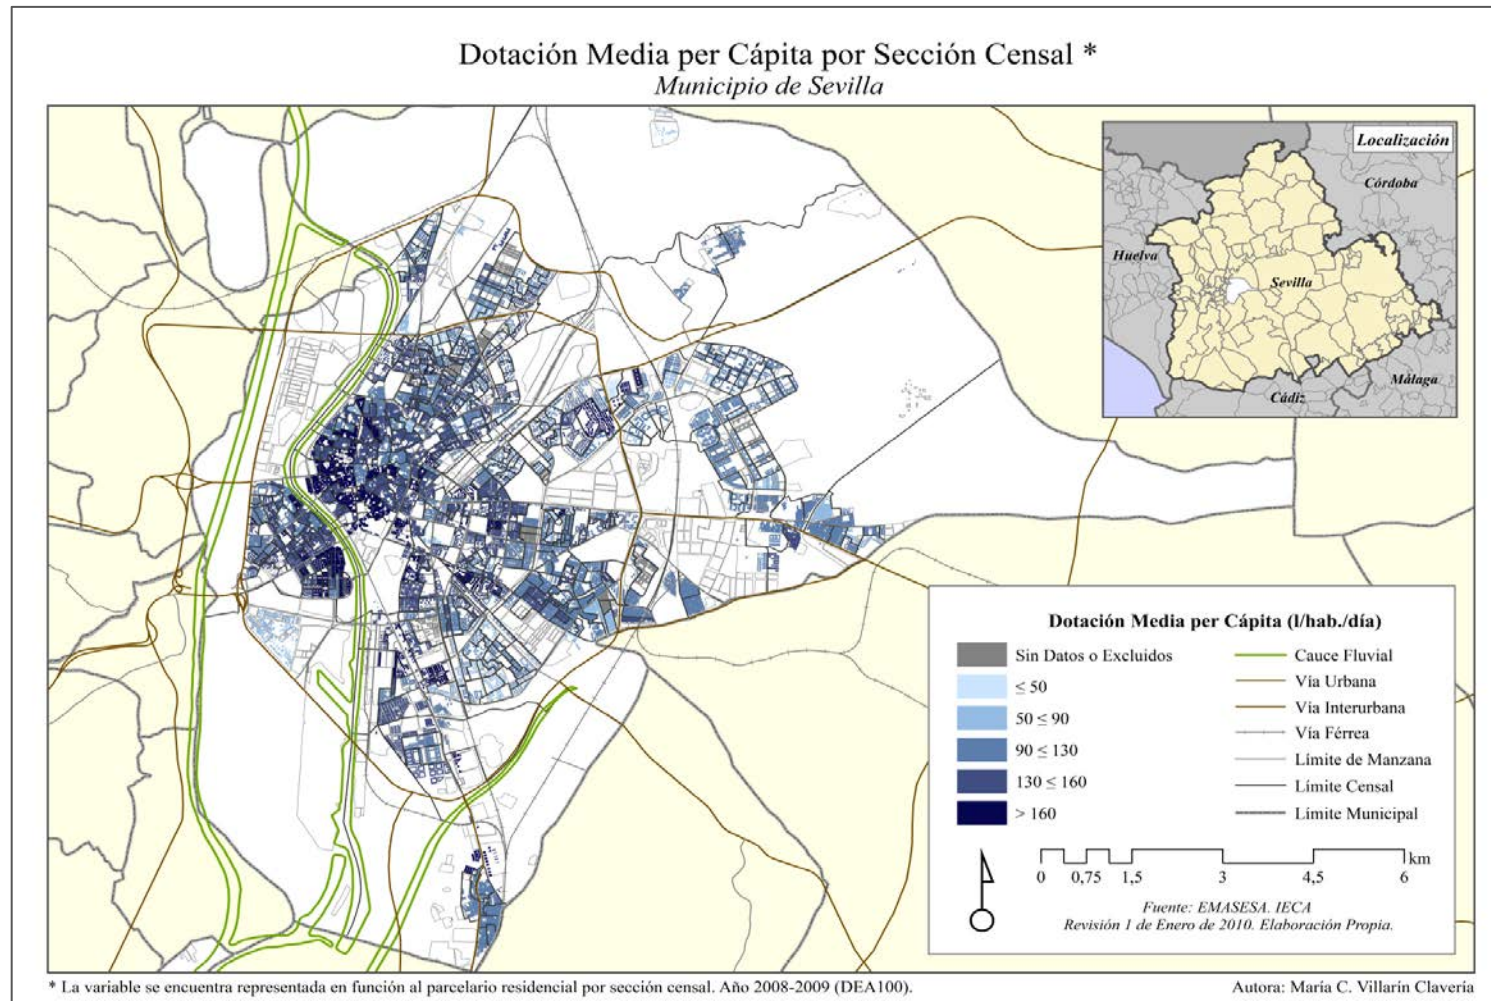 Dotación Media per Cápita por Sección Censal *
Municipio de Sevilla
Localización
Córdoba
Huelva
Sevilla
Málaga
Cádiz
Dotación Media per Cápita (l/hab./día)
Sin Datos o Excluidos
≤ 50
50 ≤ 90
90 ≤ 130
130 ≤ 160
> 160
Cauce Fluvial
Vía Urbana
Vía Interurbana
Vía Férrea
Límite de Manzana
Límite Censal
Límite Municipal
km
0 0,75 1,5 3 4,5 6
Fuente: EMASESA. IECA
Revisión 1 de Enero de 2010. Elaboración Propia.
* La variable se encuentra representada en función al parcelario residencial por sección censal. Año 2008-2009 (DEA100).
Autora: María C. Villarín Clavería